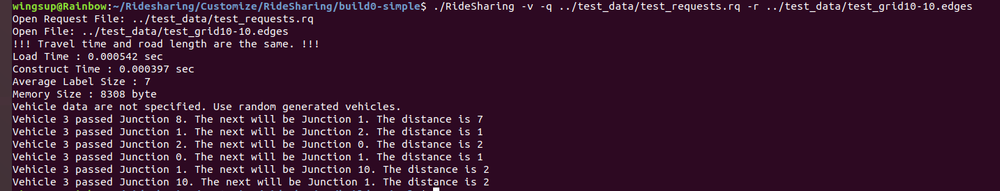 wingsup@Rainbow:~/Ridesharing/Customize/RideSharing/build0-simple$ ./RideSharing -v -q ../test_data/test_requests.rq -r ../test_data/test_grid10-10.edges
Open Request File: ../test_data/test_requests.rq
Open File: ../test_data/test_grid10-10.edges
!!! Travel time and road length are the same. !!!
Load Time : 0.000542 sec
Construct Time : 0.000397 sec
Average Label Size : 7
Memory Size : 8308 byte
Vehicle data are not specified. Use random generated vehicles.
Vehicle 3 passed Junction 8. The next will be Junction 1. The distance is 7
Vehicle 3 passed Junction 1. The next will be Junction 2. The distance is 1
Vehicle 3 passed Junction 2. The next will be Junction 0. The distance is 2
Vehicle 3 passed Junction 0. The next will be Junction 1. The distance is 1
Vehicle 3 passed Junction 1. The next will be Junction 10. The distance is 2
Vehicle 3 passed Junction 10. The next will be Junction 1. The distance is 2